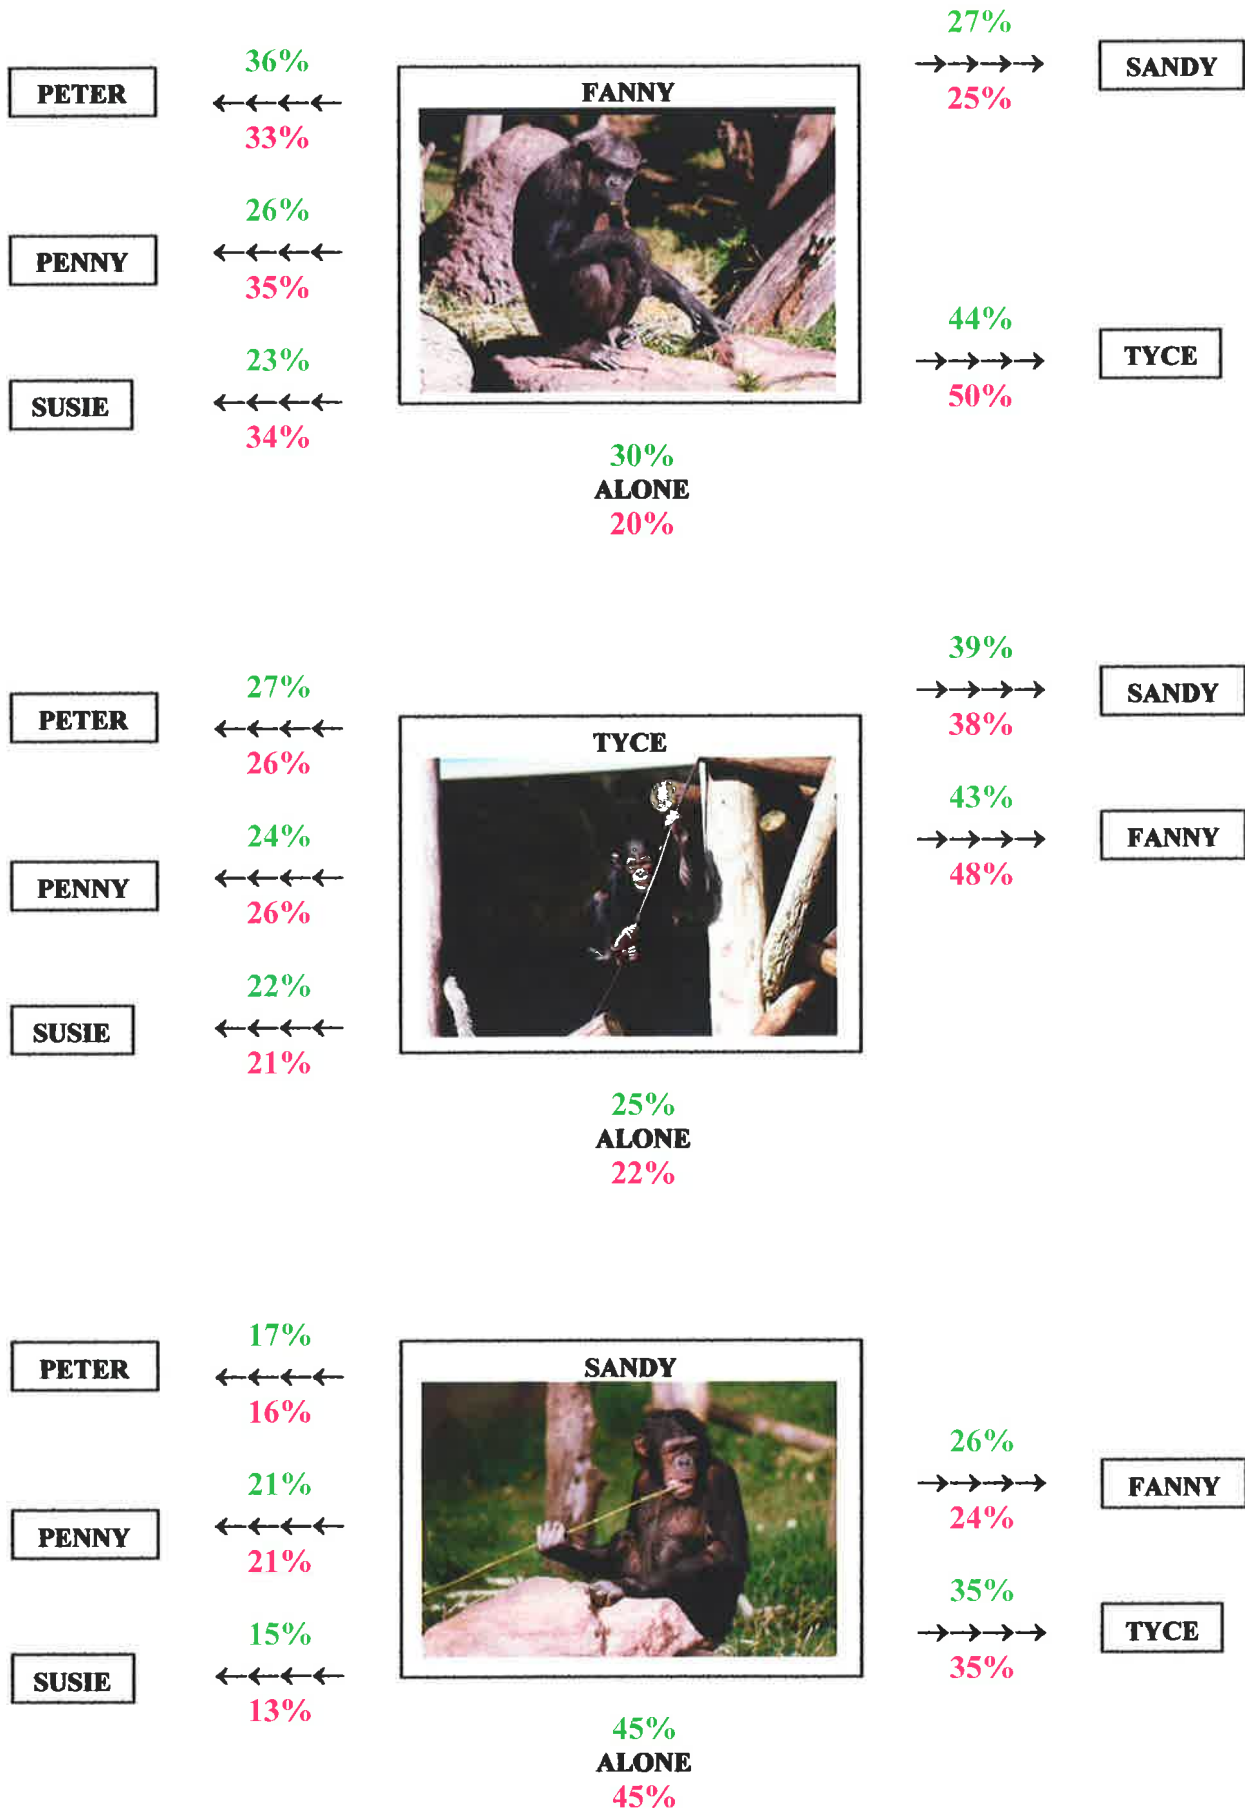 27%
36%
SANDY
PETER
FANNY
25%
33%
26%
PENNY
35%
44%
23%
TYCE
50%
SUSIE
34%
30%
ALONE
20%
39%
27%
SANDY
PETER
38%
TYCE
26%
43%
24%
FANNY
48%
PENNY
26%
22%
SUSIE
21%
25%
ALONE
22%
17%
PETER
SANDY
16%
26%
21%
FANNY
24%
PENNY
21%
35%
15%
TYCE
35%
SUSIE
13%
45%
ALONE
45%